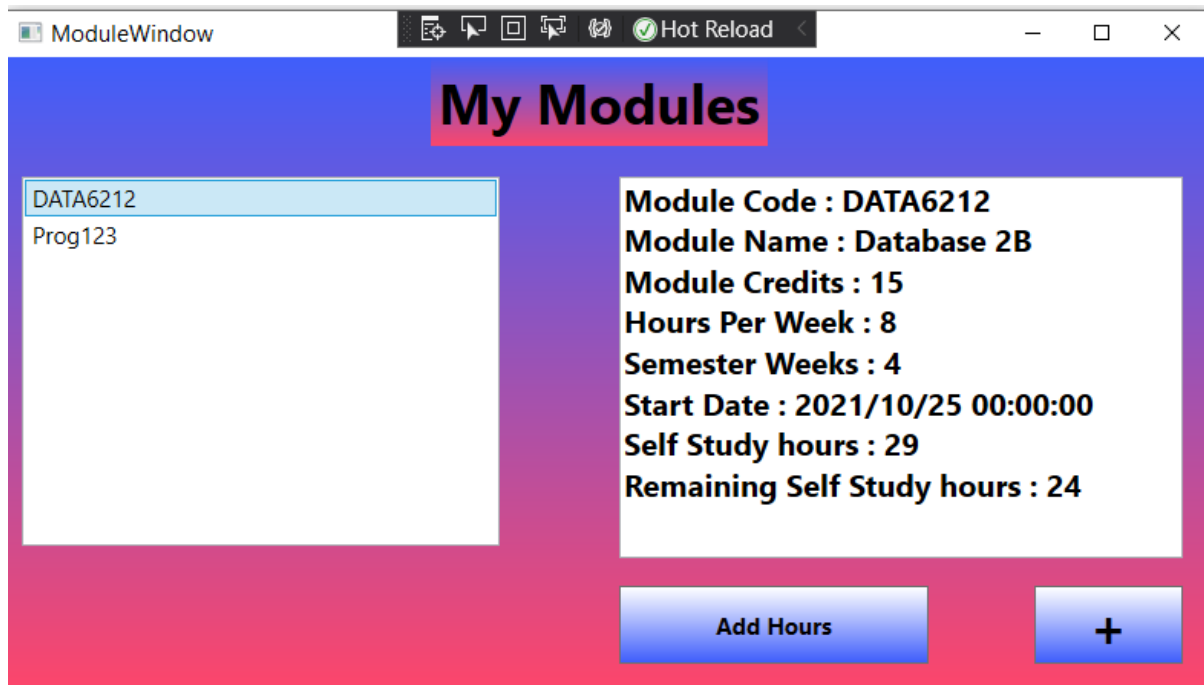 ModuleWindow
Hot Reload
My Modules
DATA6212
Prog123
Module Code : DATA6212
Module Name : Database 2B
Module Credits : 15
Hours Per Week : 8
Semester Weeks : 4
Start Date : 2021/10/25 00:00:00
Self Study hours : 29
Remaining Self Study hours : 24
Add Hours
+